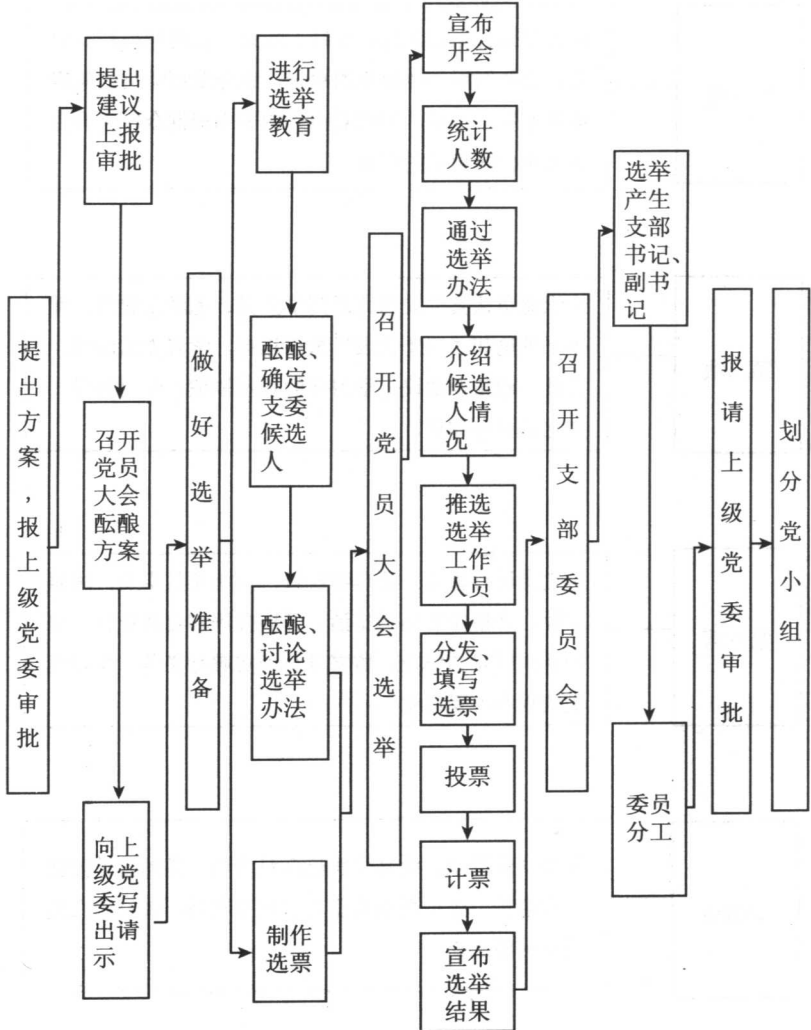 提出方案，报上级党委审批
提出
建议
上报
审批
召开
党员
大会
酝酿
方案
向上
级党
委写
出请
示
做好选举准备
进行
选举
教育
酝酿、
确定
支委
候选
人
酝酿、
讨论
选举
办法
制作
选票
召开党员大会选举
宣布
开会
统计
人数
通过
选举
办法
介绍
候选
人情
况
推选
选举
工作
人员
分发、
填写
选票
投票
计票
宣布
选举
结果
召开支部委员会
选举
产生
支部
书记、
副书
记
委员
分工
报请上级党委审批
划分党小组